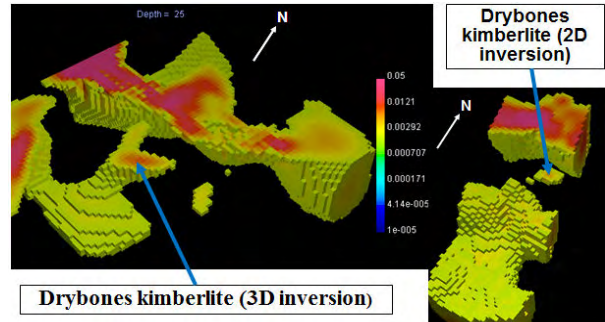 Depth = 25
N
0.05
0.0121
0.00292
0.000707
0.000171
4.14e-005
1e-005
Drybones kimberlite (3D inversion)
Drybones
kimberlite (2D
inversion)
N